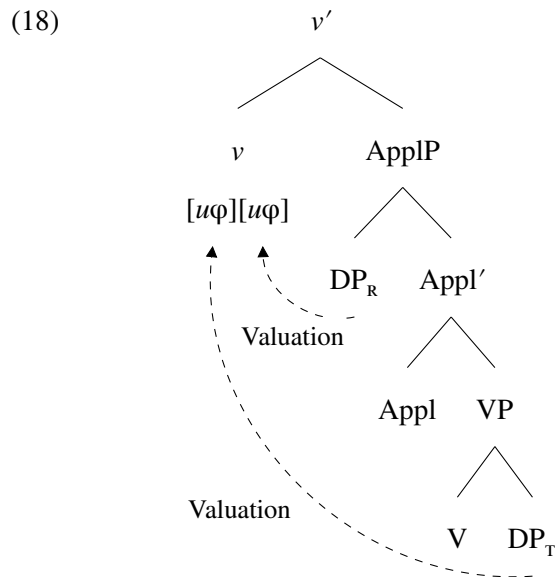 (18) v′
v ApplP
[uφ][uφ]
DP_R Appl′
Valuation
Appl VP
Valuation
V DP_T